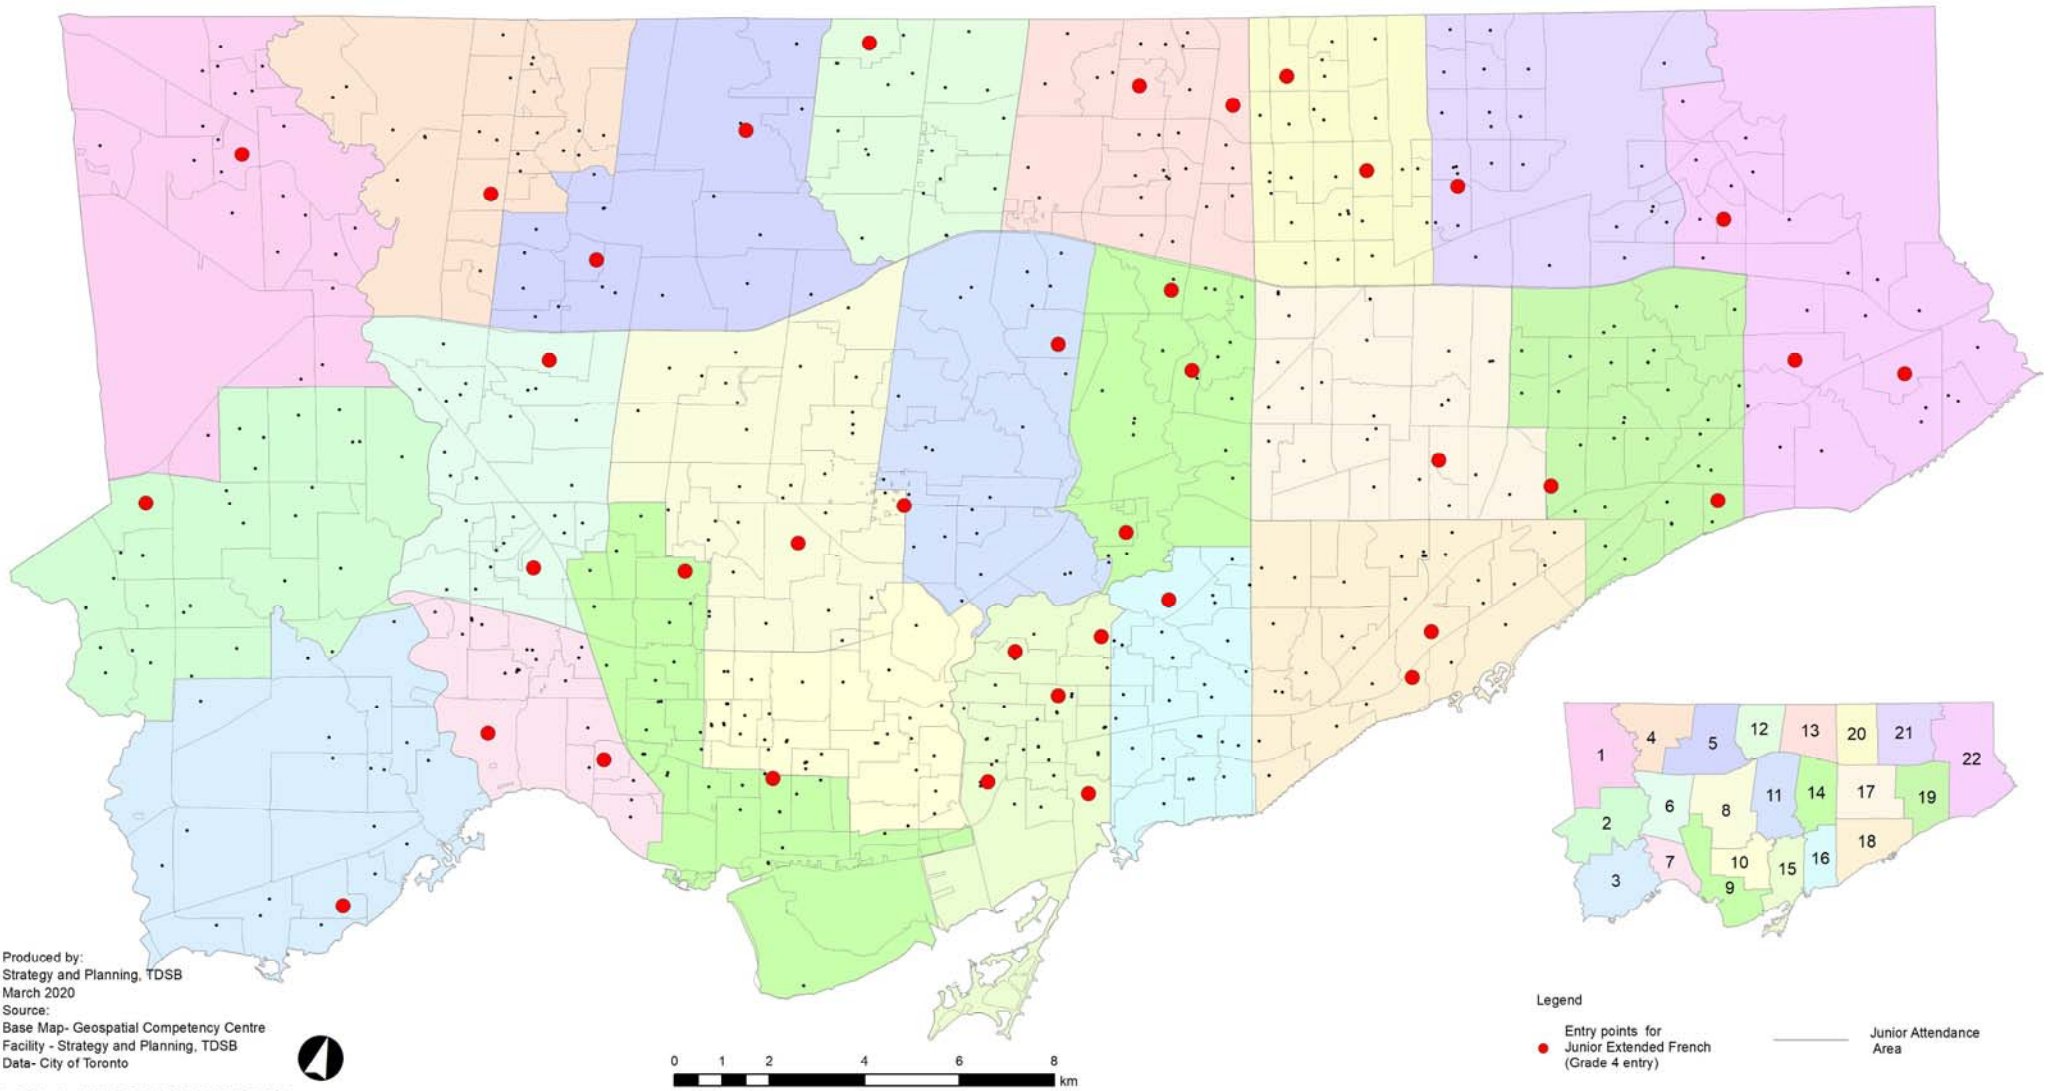 1
4
5
12
13
20
21
22
2
6
8
11
14
17
19
3
7
10
9
15
16
18
Produced by:
Strategy and Planning, TDSB
March 2020
Source:
Base Map- Geospatial Competency Centre
Facility - Strategy and Planning, TDSB
Data- City of Toronto
0 1 2 4 6 8
km
Legend
Entry points for
Junior Extended French
(Grade 4 entry)
Junior Attendance
Area